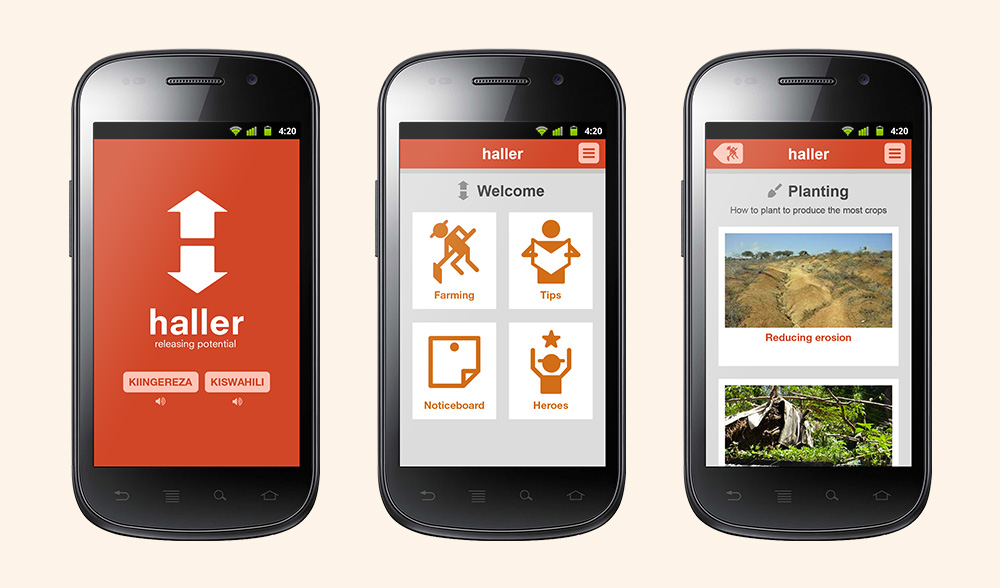 4:20
haller
releasing potential
KIINGEREZA
KISWAHILI
4:20
haller
Welcome
Farming
Tips
Noticeboard
Heroes
4:20
haller
Planting
How to plant to produce the most crops
Reducing erosion